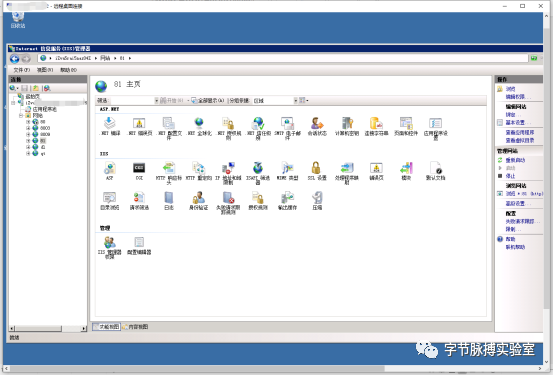 远程桌面连接
回收站
Internet 信息服务(IIS)管理器
网站 81
文件(F) 视图(V) 帮助(H)
连接
起始页
应用程序池
网站
80
8003
8009
81
81 主页
筛选: 开始(G) 全部显示(A) 分组依据: 区域
ASP.NET
.NET 编译
.NET 编译页
.NET 配置文件
.NET 全球化
.NET 授权规则
SMTP 电子邮件
会话状态
计算机密钥
连接字符串
页面和控件
应用程序设置
IIS
ASP
CGI
HTTP 响应标头
HTTP 重定向
IP 地址和域限制
ISAPI 筛选器
MIME 类型
SSL 设置
处理程序映射
错误页
模块
默认文档
目录浏览
请求筛选
日志
身份验证
失败请求跟踪规则
授权规则
输出缓存
压缩
管理
IIS 管理器权限
配置编辑器
功能视图 内容视图
就绪
操作
浏览
编辑权限
编辑网站
绑定
基本设置
查看应用程序
查看虚拟目录
管理网站
重新启动
启动
停止
浏览网站
高级设置
配置
失败请求跟踪...
限制...
帮助
联机帮助
字节脉搏实验室